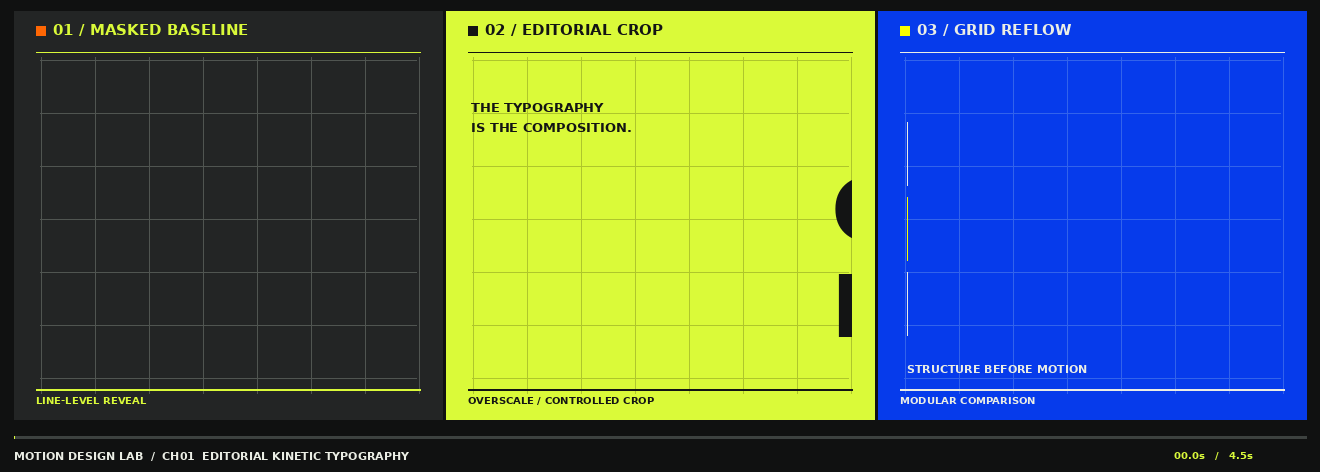 01 / MASKED BASELINE
LINE-LEVEL REVEAL
02 / EDITORIAL CROP
THE TYPOGRAPHY
IS THE COMPOSITION.
OVERSCALE / CONTROLLED CROP
03 / GRID REFLOW
STRUCTURE BEFORE MOTION
MODULAR COMPARISON
MOTION DESIGN LAB / CH01 EDITORIAL KINETIC TYPOGRAPHY
00.0s / 4.5s